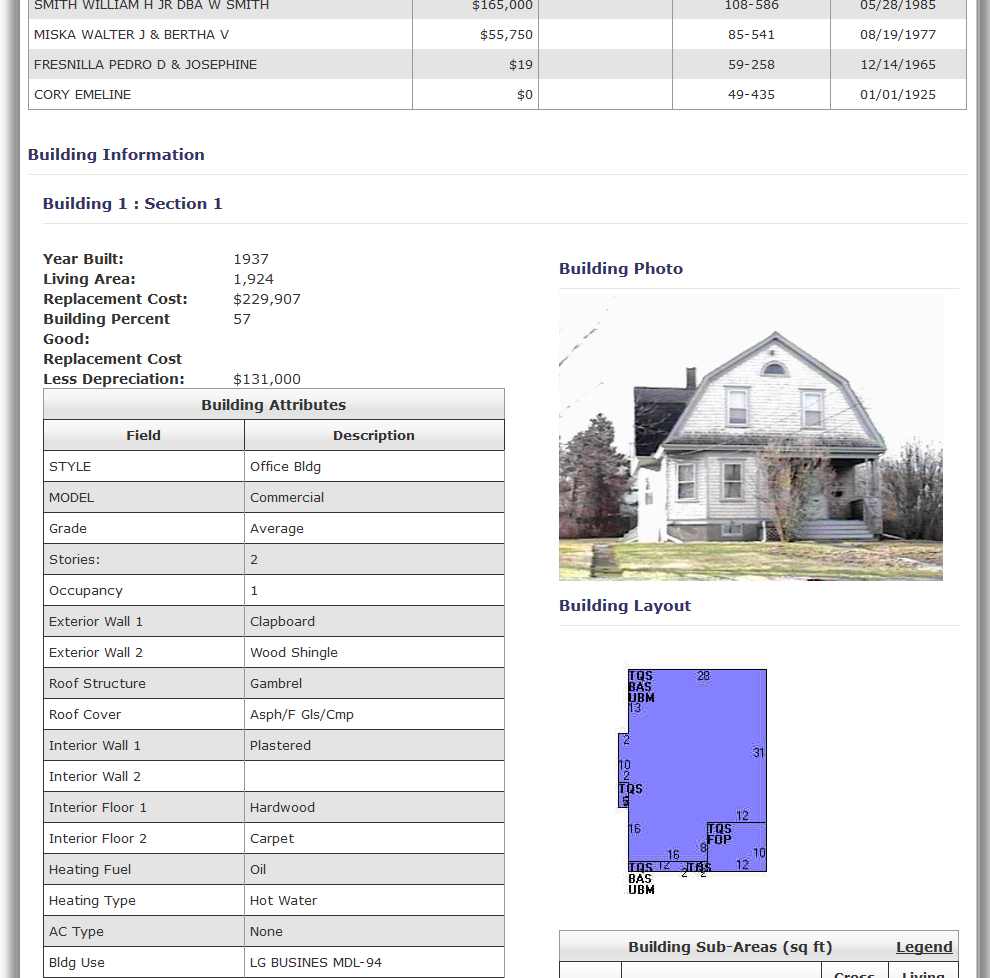 SMITH WILLIAM H JR DBA W SMITH $165,000 108-586 05/28/1985
MISKA WALTER J & BERTHA V $55,750 85-541 08/19/1977
FRESNILLA PEDRO D & JOSEPHINE $19 59-258 12/14/1965
CORY EMELINE $0 49-435 01/01/1925
Building Information
Building 1 : Section 1
Year Built: 1937
Living Area: 1,924
Replacement Cost: $229,907
Building Percent 57
Good:
Replacement Cost
Less Depreciation: $131,000
Building Attributes
Field Description
STYLE Office Bldg
MODEL Commercial
Grade Average
Stories: 2
Occupancy 1
Exterior Wall 1 Clapboard
Exterior Wall 2 Wood Shingle
Roof Structure Gambrel
Roof Cover Asph/F Gls/Cmp
Interior Wall 1 Plastered
Interior Wall 2
Interior Floor 1 Hardwood
Interior Floor 2 Carpet
Heating Fuel Oil
Heating Type Hot Water
AC Type None
Bldg Use LG BUSINES MDL-94
Building Photo
Building Layout
TQS 28
BAS
UBM
13
2
31
10
2
TQS
12
16 TQS
FOP
8 10
16
TQS 12 TQS 12
2 2
BAS
UBM
Building Sub-Areas (sq ft) Legend
Gross Living